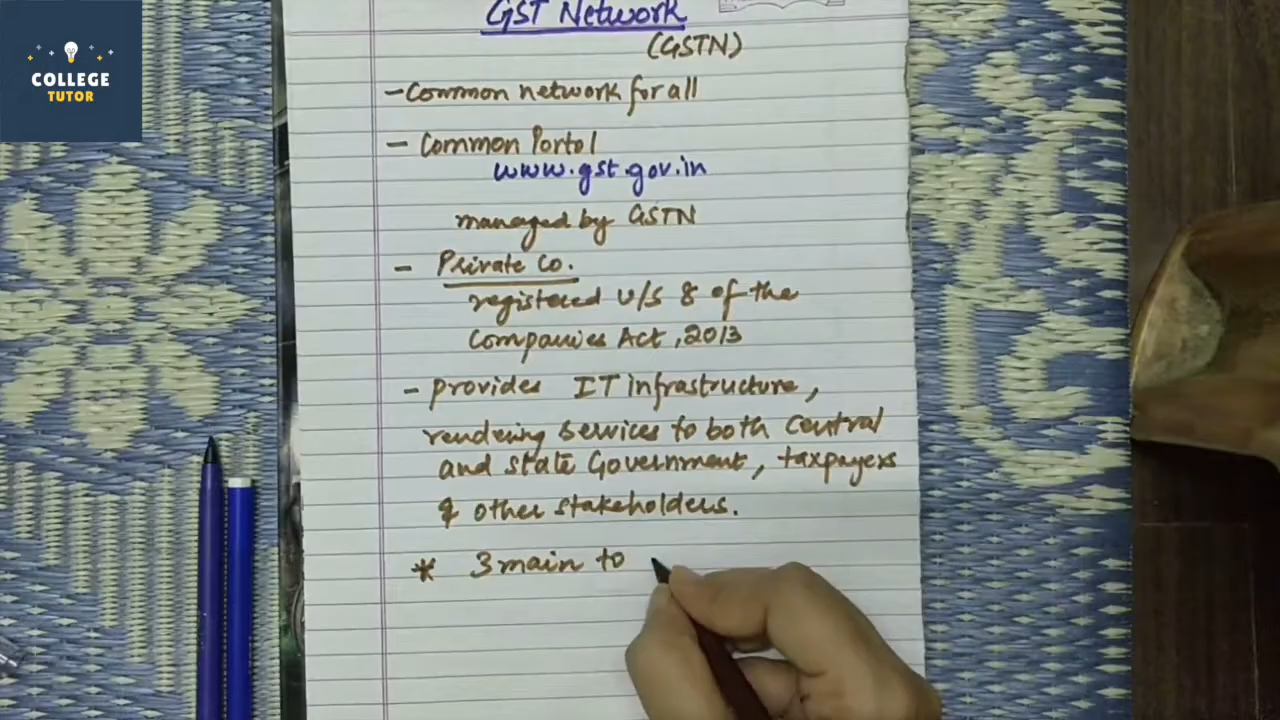 COLLEGE
TUTOR
GST Network
(GSTN)
- Common network for all
- Common Portal
www.gst.gov.in
managed by GSTN
- Private Co.
registered u/s 8 of the
Companies Act, 2013
- provides IT infrastructure,
rendering services to both Central
and state Government, taxpayers
& other stakeholders.
* 3 main to